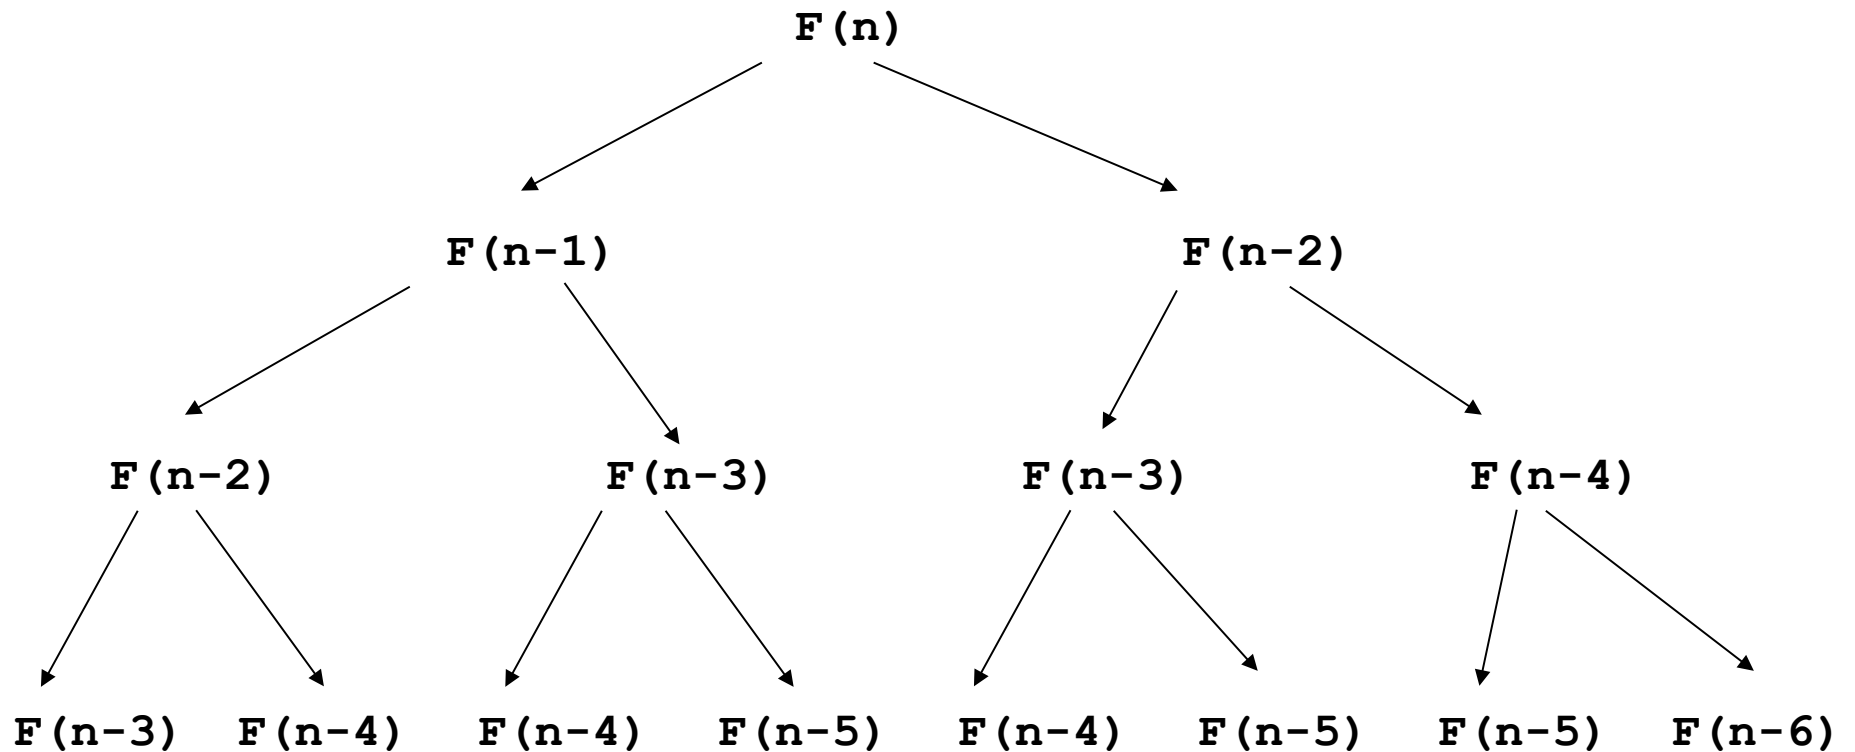 F(n)
F(n-1) F(n-2)
F(n-2) F(n-3) F(n-3) F(n-4)
F(n-3) F(n-4) F(n-4) F(n-5) F(n-4) F(n-5) F(n-5) F(n-6)